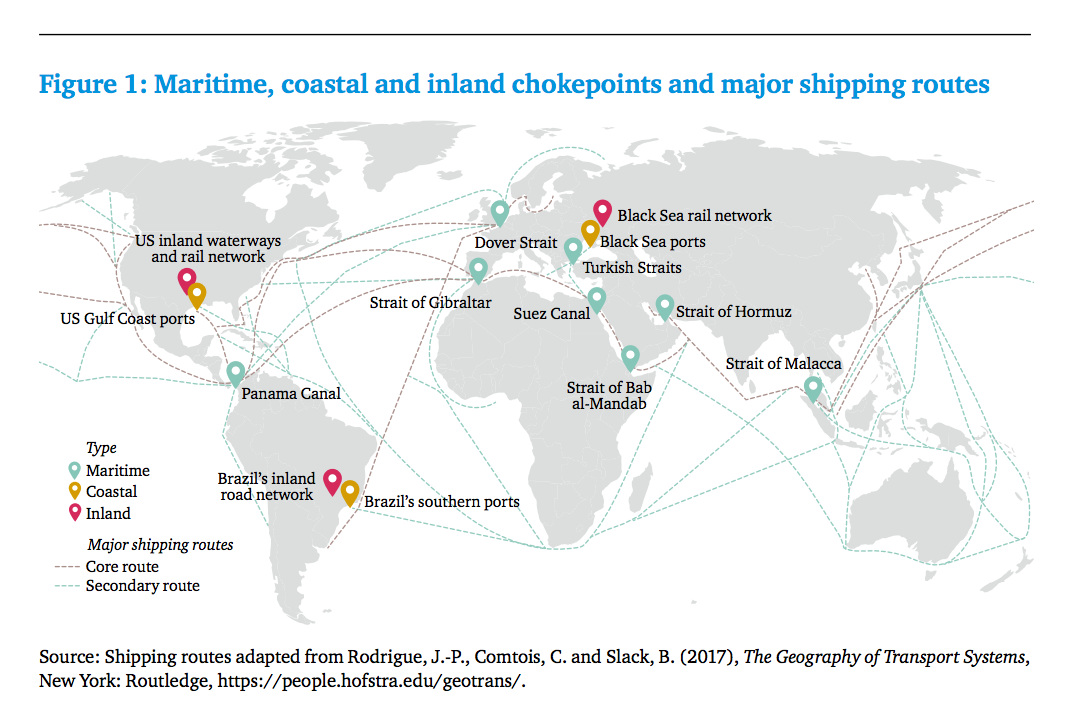 Figure 1: Maritime, coastal and inland chokepoints and major shipping routes
Black Sea rail network
US inland waterways
and rail network
Dover Strait
Black Sea ports
Turkish Straits
Strait of Gibraltar
US Gulf Coast ports
Suez Canal
Strait of Hormuz
Strait of Malacca
Strait of Bab
al-Mandab
Panama Canal
Type
Maritime
Coastal
Inland
Brazil's inland
road network
Brazil's southern ports
Major shipping routes
Core route
Secondary route
Source: Shipping routes adapted from Rodrigue, J.-P., Comtois, C. and Slack, B. (2017), The Geography of Transport Systems,
New York: Routledge, https://people.hofstra.edu/geotrans/.